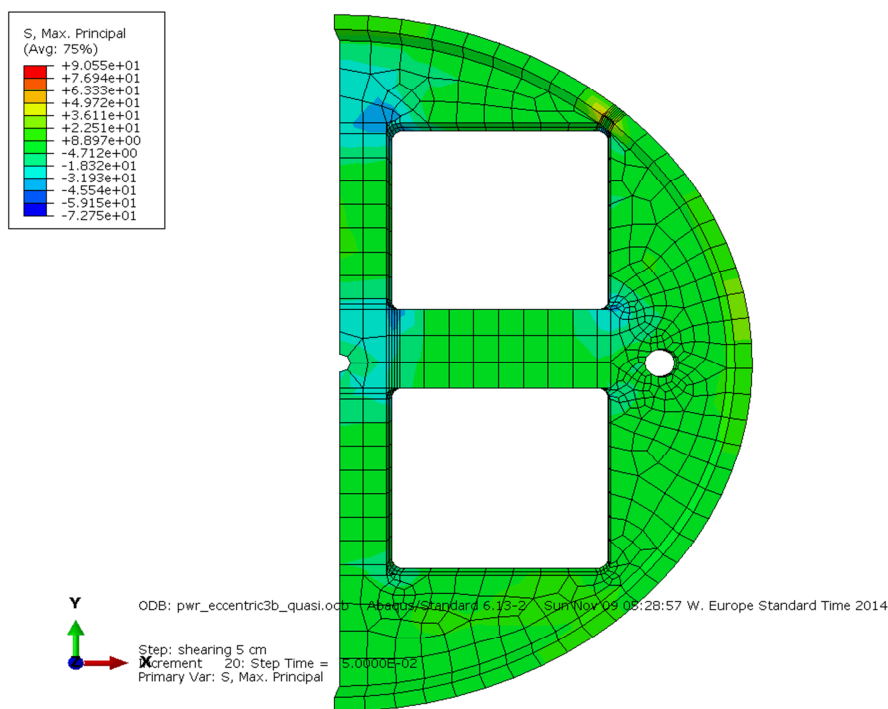 S, Max. Principal
(Avg: 75%)
+9.055e+01
+7.694e+01
+6.333e+01
+4.972e+01
+3.611e+01
+2.251e+01
+8.897e+00
-4.712e+00
-1.832e+01
-3.193e+01
-4.554e+01
-5.915e+01
-7.275e+01
Y
ODB: pwr_eccentric3b_quasi.odb Abaqus/Standard 6.13-2 Sun Nov 09 05:28:57 W. Europe Standard Time 2014
Z X
Step: shearing 5 cm
Increment 20: Step Time = 5.0000E-02
Primary Var: S, Max. Principal